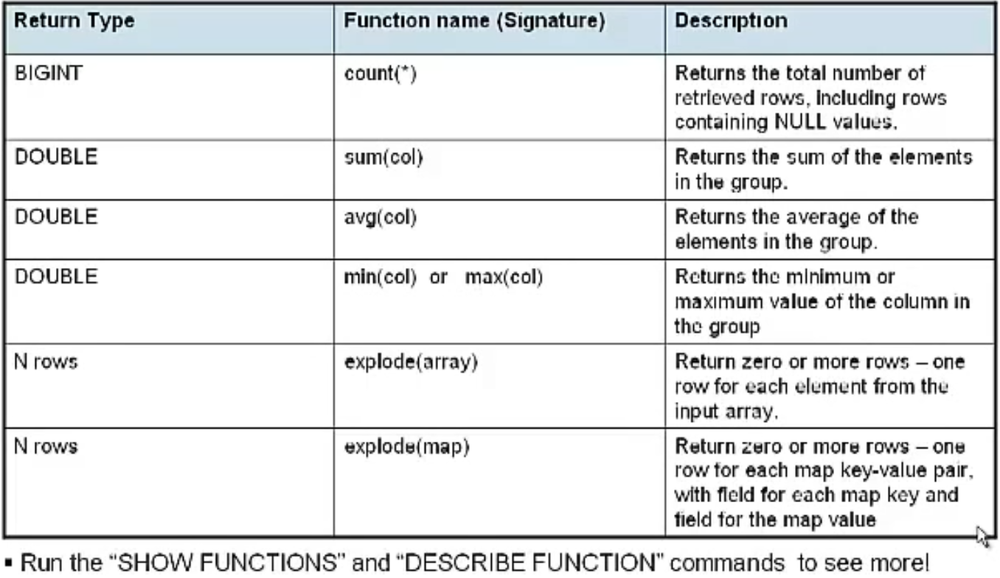 Return Type
Function name (Signature)
Description
BIGINT
count(*)
Returns the total number of
retrieved rows, including rows
containing NULL values.
DOUBLE
sum(col)
Returns the sum of the elements
in the group.
DOUBLE
avg(col)
Returns the average of the
elements in the group.
DOUBLE
min(col) or max(col)
Returns the minimum or
maximum value of the column in
the group
N rows
explode(array)
Return zero or more rows – one
row for each element from the
input array.
N rows
explode(map)
Return zero or more rows – one
row for each map key-value pair,
with field for each map key and
field for the map value
▪ Run the “SHOW FUNCTIONS” and “DESCRIBE FUNCTION” commands to see more!